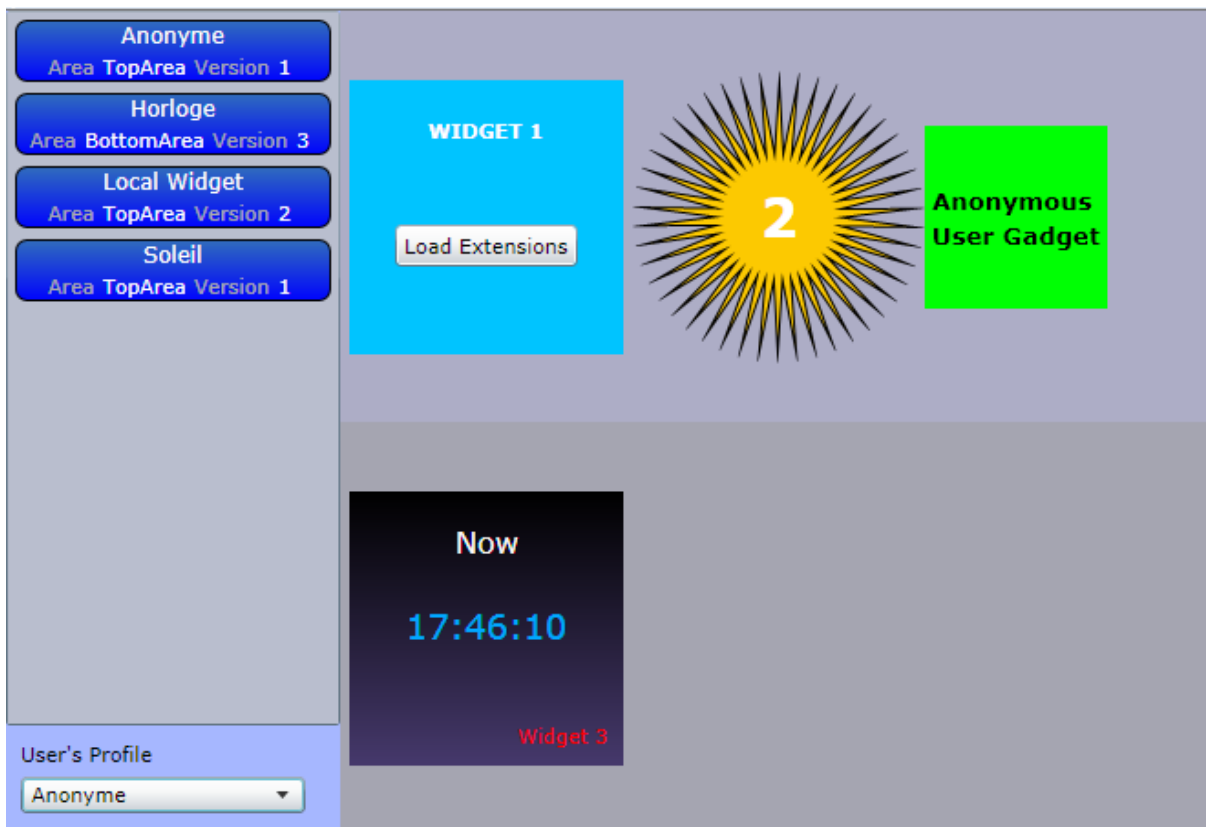 Anonyme
Area TopArea Version 1
Horloge
Area BottomArea Version 3
Local Widget
Area TopArea Version 2
Soleil
Area TopArea Version 1
User's Profile
Anonyme
WIDGET 1
Load Extensions
2
Anonymous
User Gadget
Now
17:46:10
Widget 3